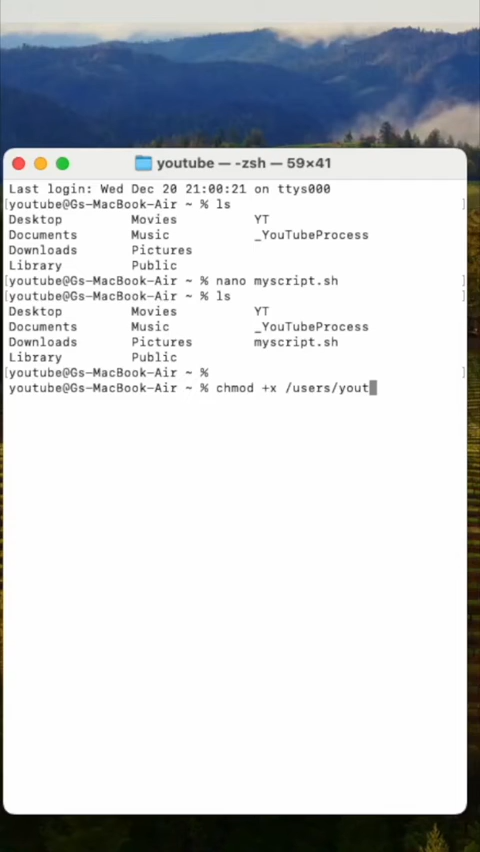 youtube — -zsh — 59×41
Last login: Wed Dec 20 21:00:21 on ttys000
[youtube@Gs-MacBook-Air ~ % ls ]
Desktop Movies YT
Documents Music _YouTubeProcess
Downloads Pictures
Library Public
[youtube@Gs-MacBook-Air ~ % nano myscript.sh ]
[youtube@Gs-MacBook-Air ~ % ls ]
Desktop Movies YT
Documents Music _YouTubeProcess
Downloads Pictures myscript.sh
Library Public
[youtube@Gs-MacBook-Air ~ % ]
youtube@Gs-MacBook-Air ~ % chmod +x /users/yout